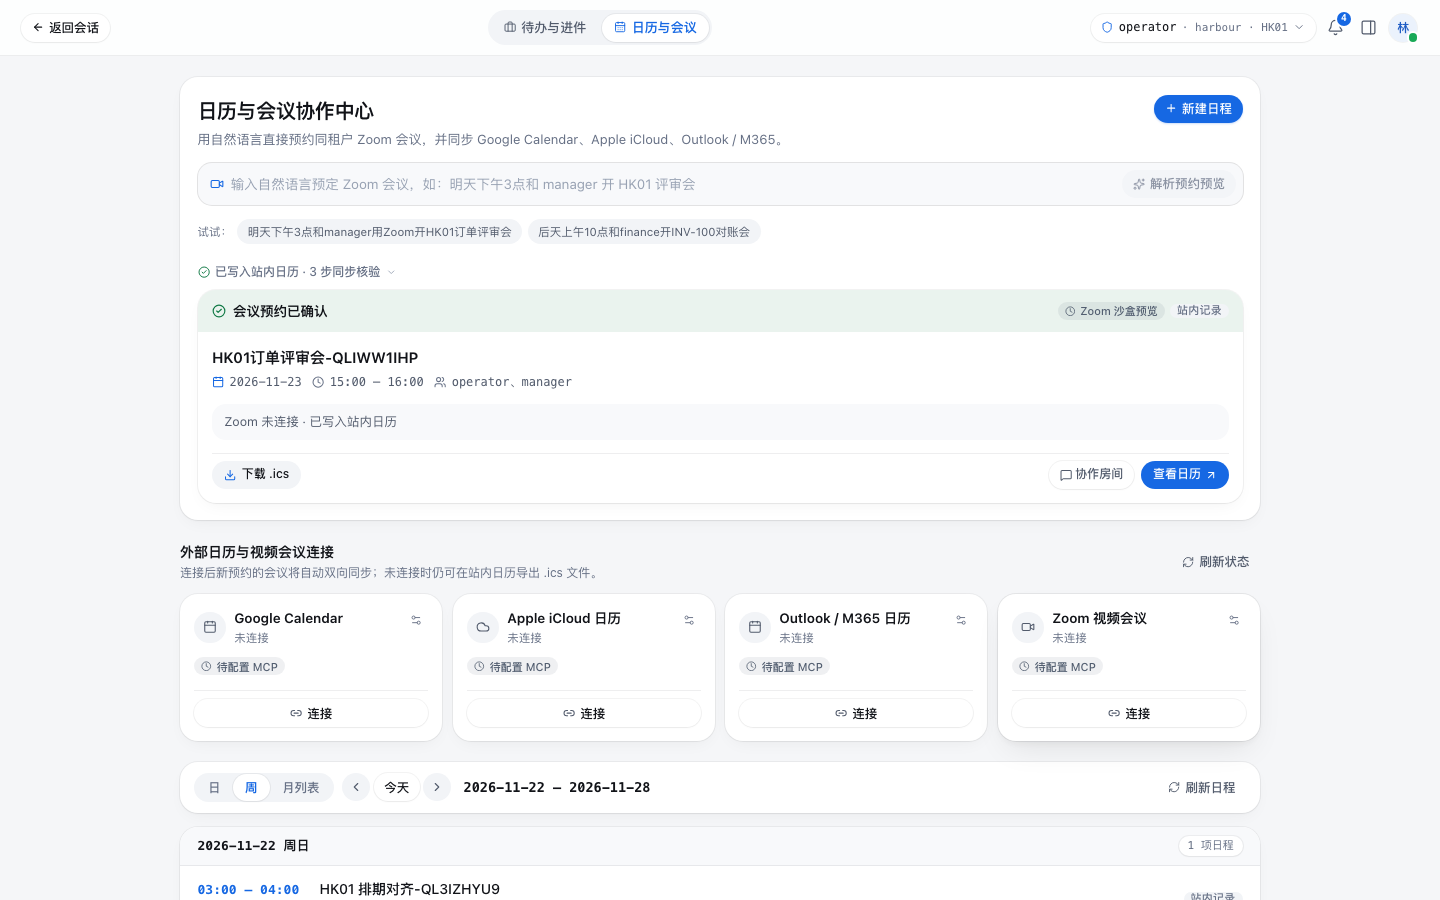 返回会话
待办与进件
日历与会议
operator · harbour · HK01
4
林
日历与会议协作中心
新建日程
用自然语言直接预约同租户 Zoom 会议，并同步 Google Calendar、Apple iCloud、Outlook / M365。
输入自然语言预定 Zoom 会议，如：明天下午3点和 manager 开 HK01 评审会
解析预约预览
试试：
明天下午3点和manager用Zoom开HK01订单评审会
后天上午10点和finance开INV-100对账会
已写入站内日历 · 3 步同步核验
会议预约已确认
Zoom 沙盒预览
站内记录
HK01订单评审会-QLIWW1IHP
2026-11-23
15:00 — 16:00
operator、manager
Zoom 未连接 · 已写入站内日历
下载 .ics
协作房间
查看日历
外部日历与视频会议连接
连接后新预约的会议将自动双向同步；未连接时仍可在站内日历导出 .ics 文件。
刷新状态
Google Calendar
未连接
待配置 MCP
连接
Apple iCloud 日历
未连接
待配置 MCP
连接
Outlook / M365 日历
未连接
待配置 MCP
连接
Zoom 视频会议
未连接
待配置 MCP
连接
日
周
月列表
今天
2026-11-22 — 2026-11-28
刷新日程
2026-11-22 周日
1 项日程
03:00 — 04:00
HK01 排期对齐-QL3IZHYU9
站内记录